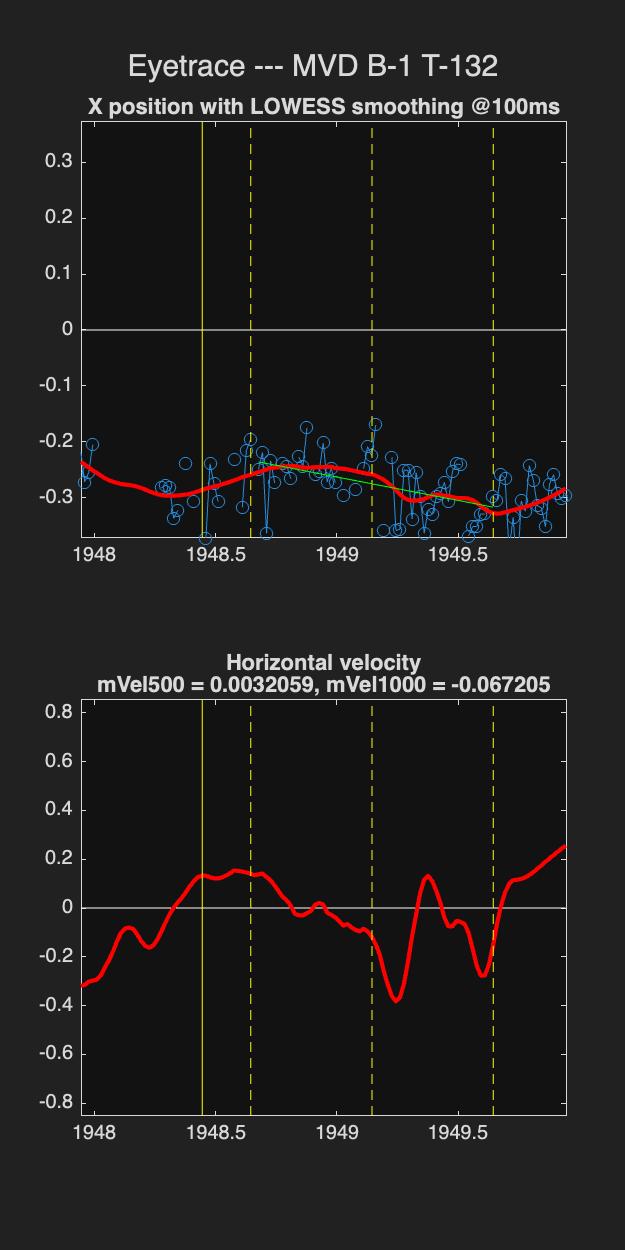 Eyetrace --- MVD B-1 T-132
X position with LOWESS smoothing @100ms
0.3
0.2
0.1
0
-0.1
-0.2
-0.3
1948 1948.5 1949 1949.5
Horizontal velocity
mVel500 = 0.0032059, mVel1000 = -0.067205
0.8
0.6
0.4
0.2
0
-0.2
-0.4
-0.6
-0.8
1948 1948.5 1949 1949.5